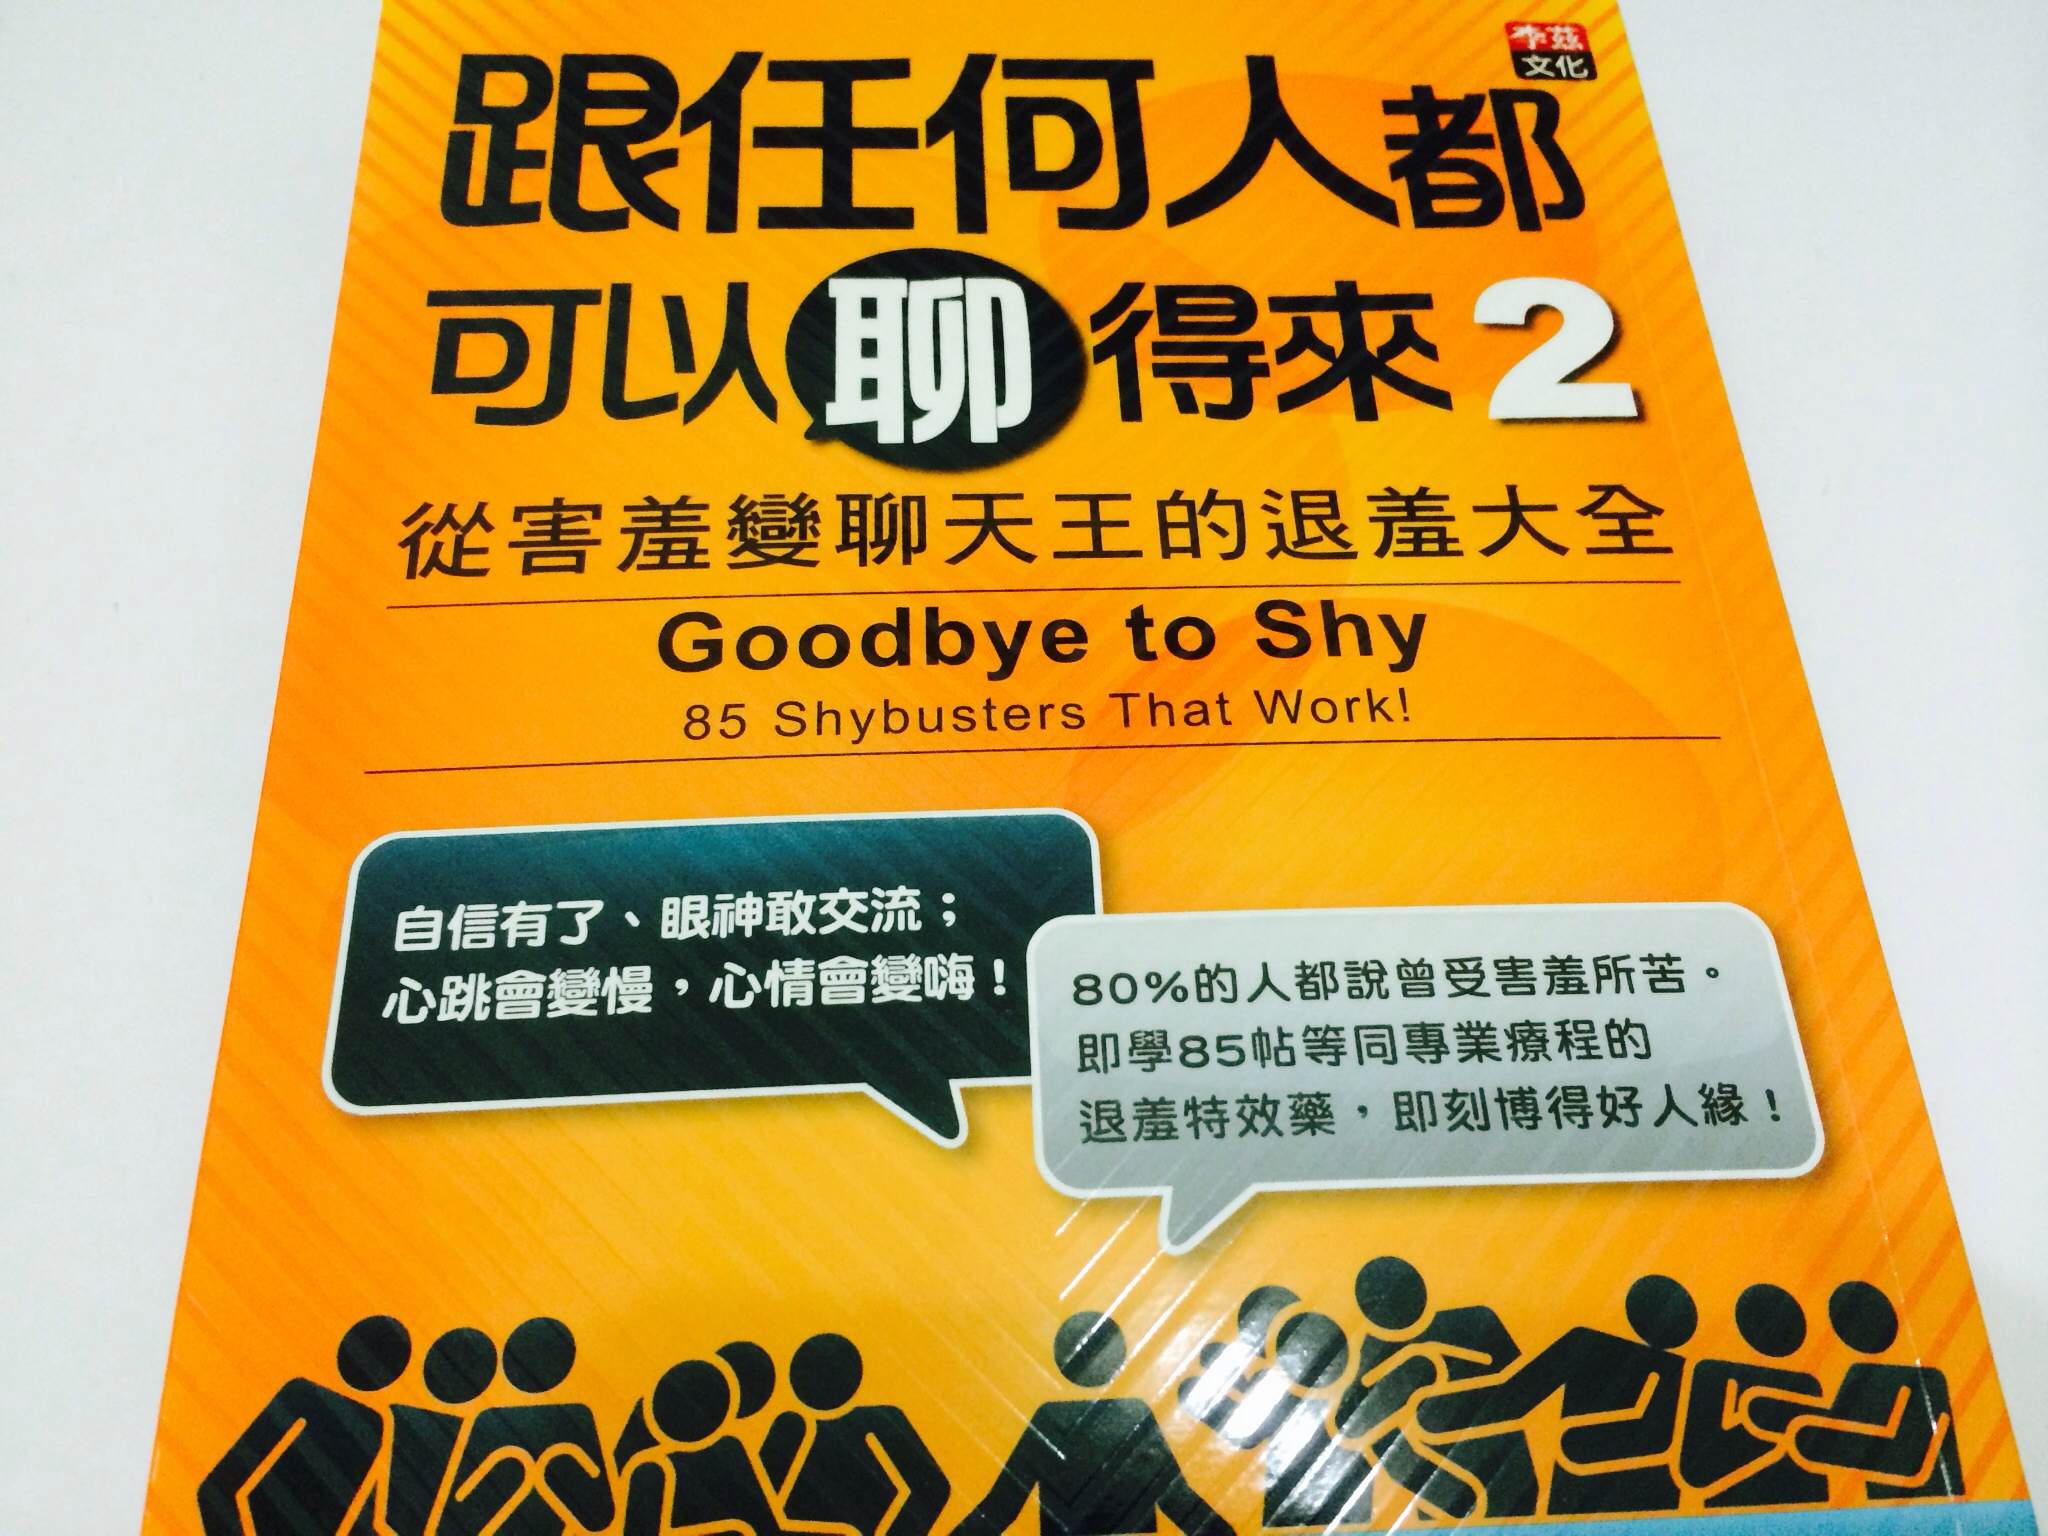 李茲
文化
跟任何人都
可以聊得來2
從害羞變聊天王的退羞大全
Goodbye to Shy
85 Shybusters That Work!
自信有了、眼神敢交流；
心跳會變慢，心情會變嗨！
80%的人都說曾受害羞所苦。
即學85帖等同專業療程的
退羞特效藥，即刻博得好人緣！